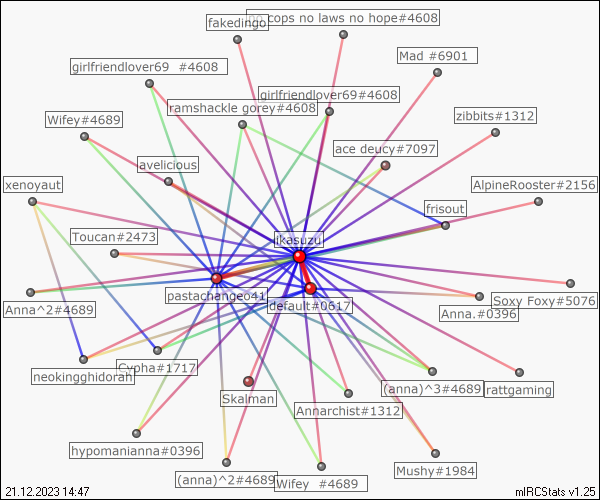 fakedingo
no cops no laws no hope#4608
Mad #6901
girlfriendlover69 #4608
girlfriendlover69#4608
ramshackle gorey#4608
zibbits#1312
Wifey#4689
ace deucy#7097
avelicious
xenoyaut
AlpineRooster#2156
frisout
Toucan#2473
ikasuzu
pastachangeo41
default#0617
Anna^2#4689
Soxy Foxy#5076
Anna.#0396
Cypha#1717
neokingghidorah
(anna)^3#4689
rattgaming
Skalman
Annarchist#1312
hypomanianna#0396
(anna)^2#4689
Wifey #4689
Mushy#1984
21.12.2023 14:47
mIRCStats v1.25